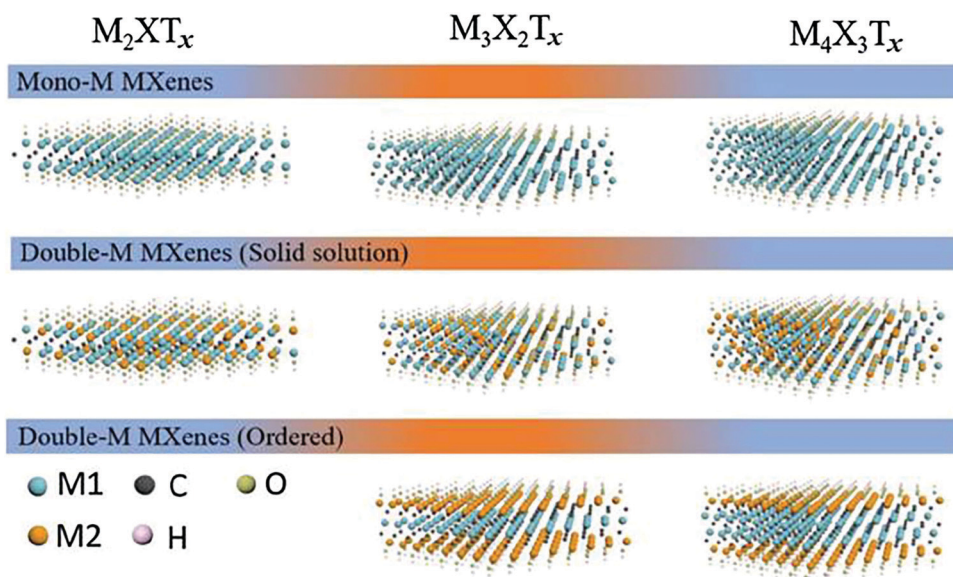 M₂XTₓ M₃X₂Tₓ M₄X₃Tₓ
Mono-M MXenes
Double-M MXenes (Solid solution)
Double-M MXenes (Ordered)
M1 C O
M2 H